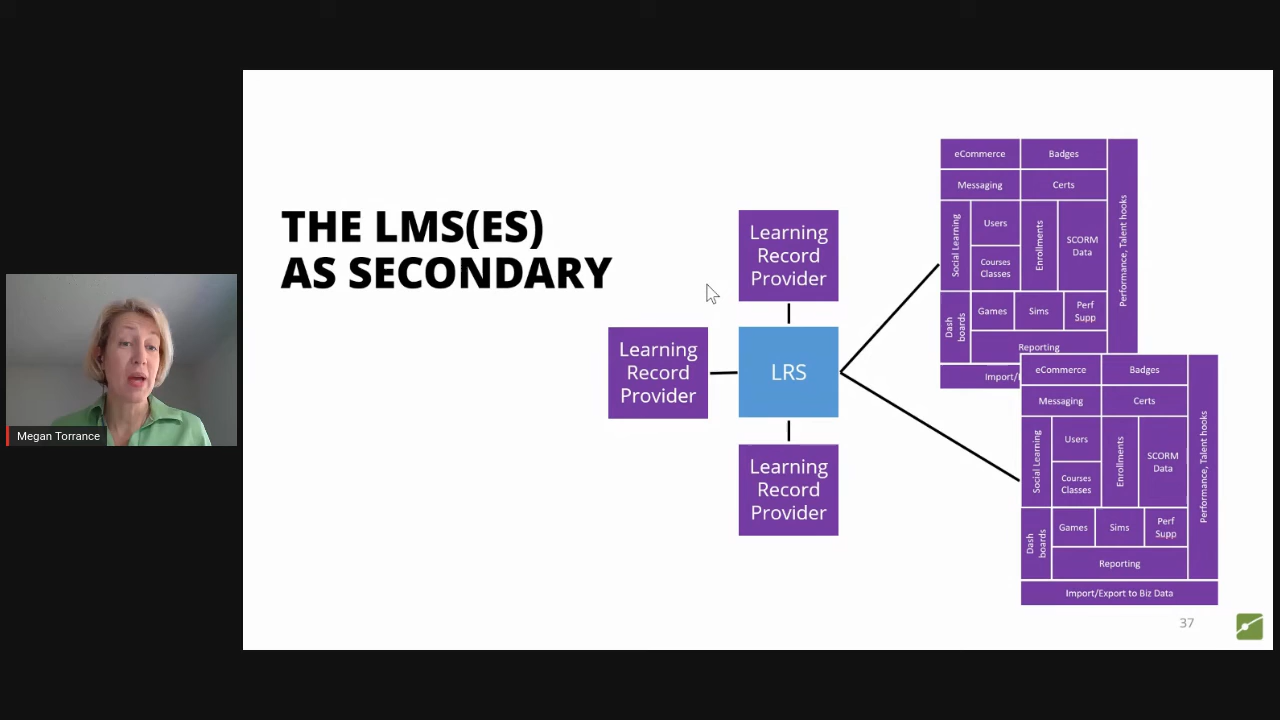 THE LMS(ES)
AS SECONDARY
Learning
Record
Provider
Learning
Record
Provider
LRS
Learning
Record
Provider
eCommerce
Badges
Messaging
Certs
Social Learning
Users
Courses
Classes
Enrollments
SCORM
Data
Performance, Talent hooks
Dash
boards
Games
Sims
Perf
Supp
Reporting
Import/
eCommerce
Badges
Messaging
Certs
Social Learning
Users
Courses
Classes
Enrollments
SCORM
Data
Performance, Talent hooks
Dash
boards
Games
Sims
Perf
Supp
Reporting
Import/Export to Biz Data
37
Megan Torrance